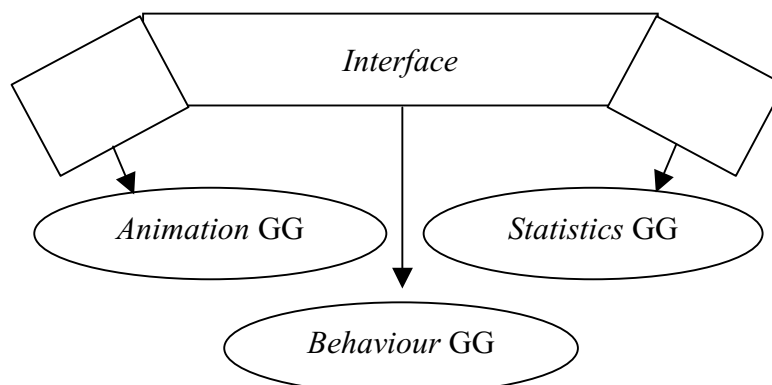 Interface
Animation GG
Statistics GG
Behaviour GG